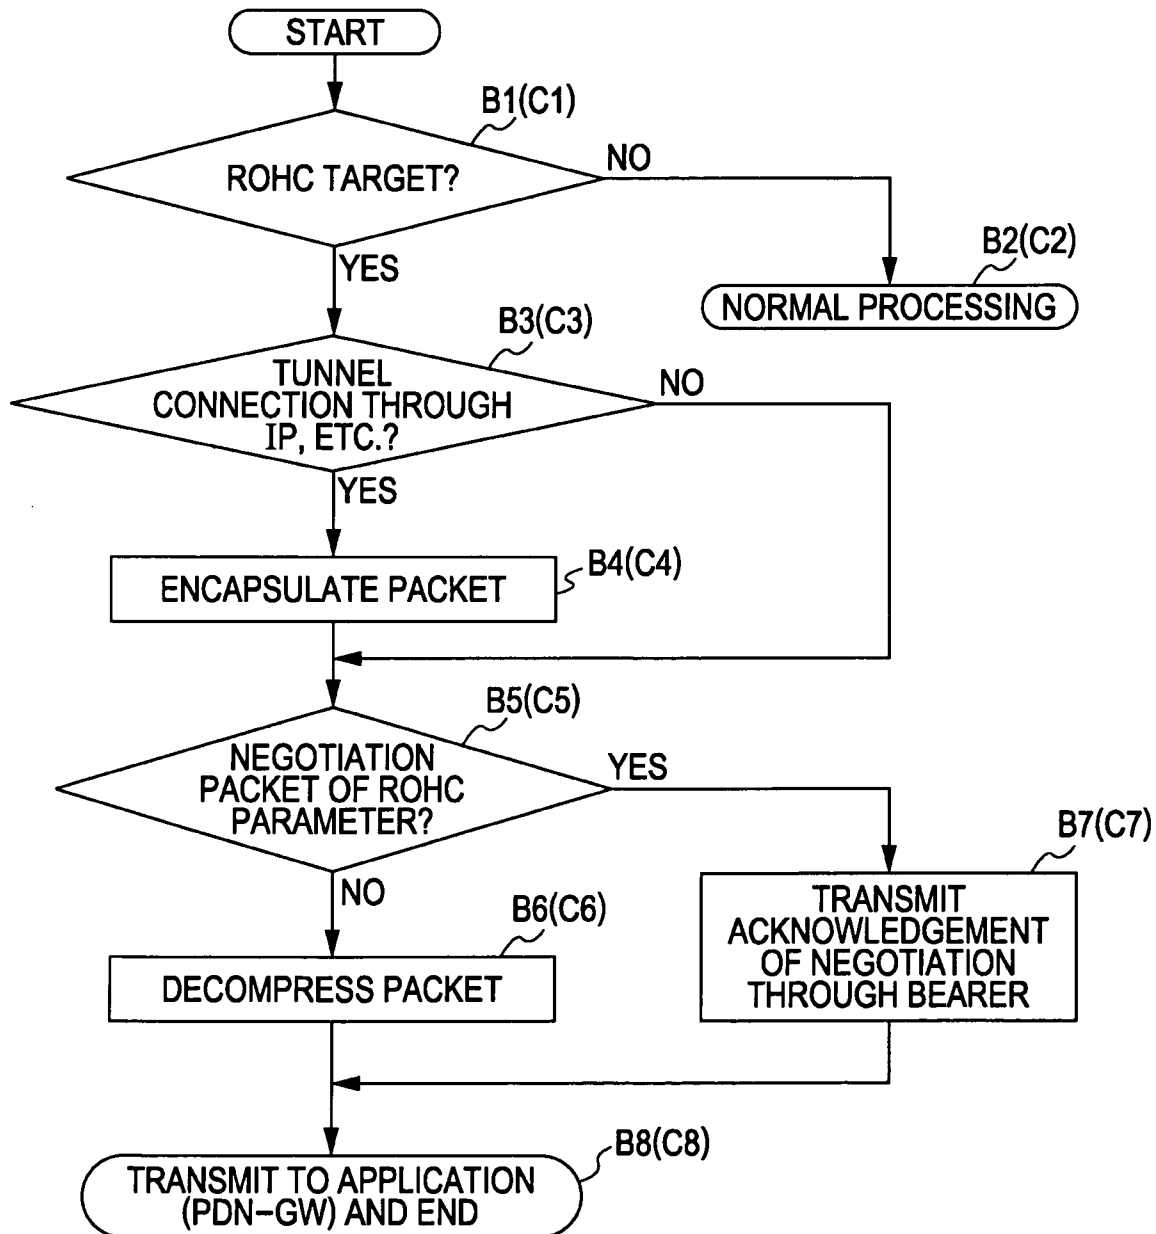 START
B1(C1)
ROHC TARGET?
NO
YES
B2(C2)
NORMAL PROCESSING
B3(C3)
TUNNEL
CONNECTION THROUGH
IP, ETC.?
NO
YES
B4(C4)
ENCAPSULATE PACKET
B5(C5)
NEGOTIATION
PACKET OF ROHC
PARAMETER?
YES
NO
B7(C7)
TRANSMIT
ACKNOWLEDGEMENT
OF NEGOTIATION
THROUGH BEARER
B6(C6)
DECOMPRESS PACKET
B8(C8)
TRANSMIT TO APPLICATION
(PDN-GW) AND END